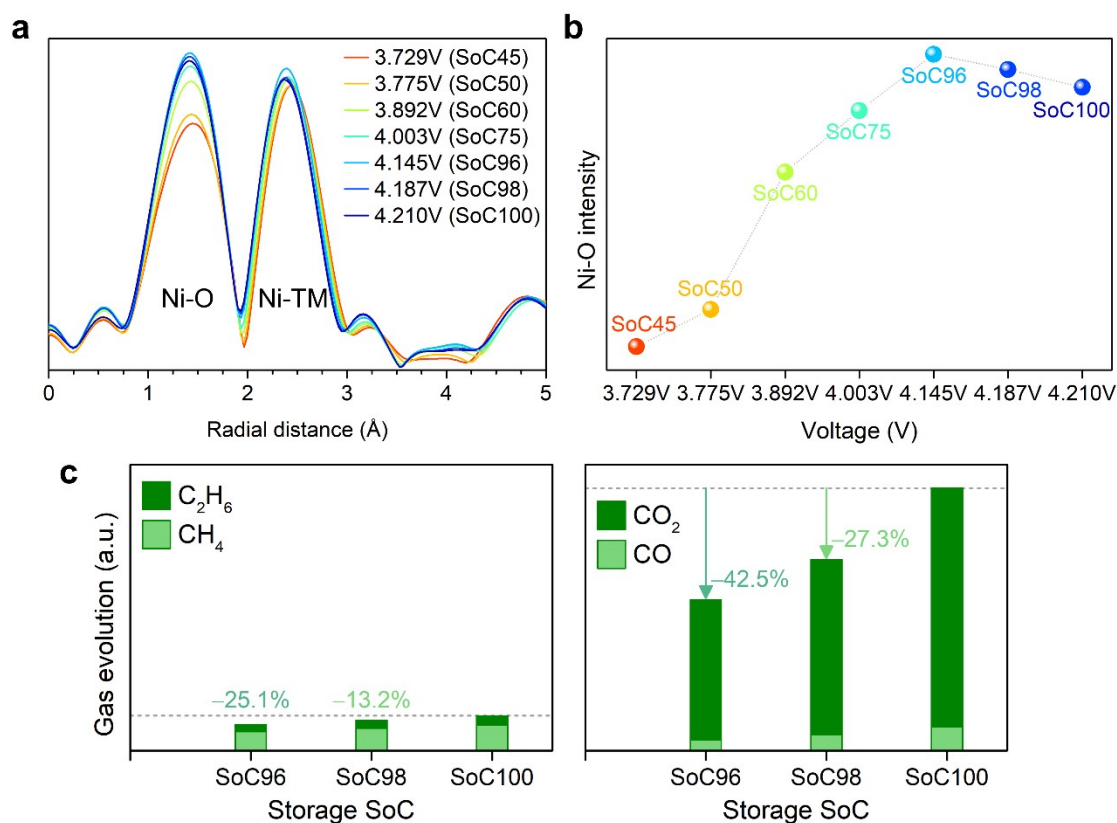 a
3.729V (SoC45)
3.775V (SoC50)
3.892V (SoC60)
4.003V (SoC75)
4.145V (SoC96)
4.187V (SoC98)
4.210V (SoC100)
Ni-O
Ni-TM
0 1 2 3 4 5
Radial distance (Å)
b
Ni-O intensity
SoC45
SoC50
SoC60
SoC75
SoC96
SoC98
SoC100
3.729V 3.775V 3.892V 4.003V 4.145V 4.187V 4.210V
Voltage (V)
c
Gas evolution (a.u.)
C₂H₆
CH₄
−25.1%
−13.2%
SoC96 SoC98 SoC100
Storage SoC
CO₂
CO
−42.5%
−27.3%
SoC96 SoC98 SoC100
Storage SoC